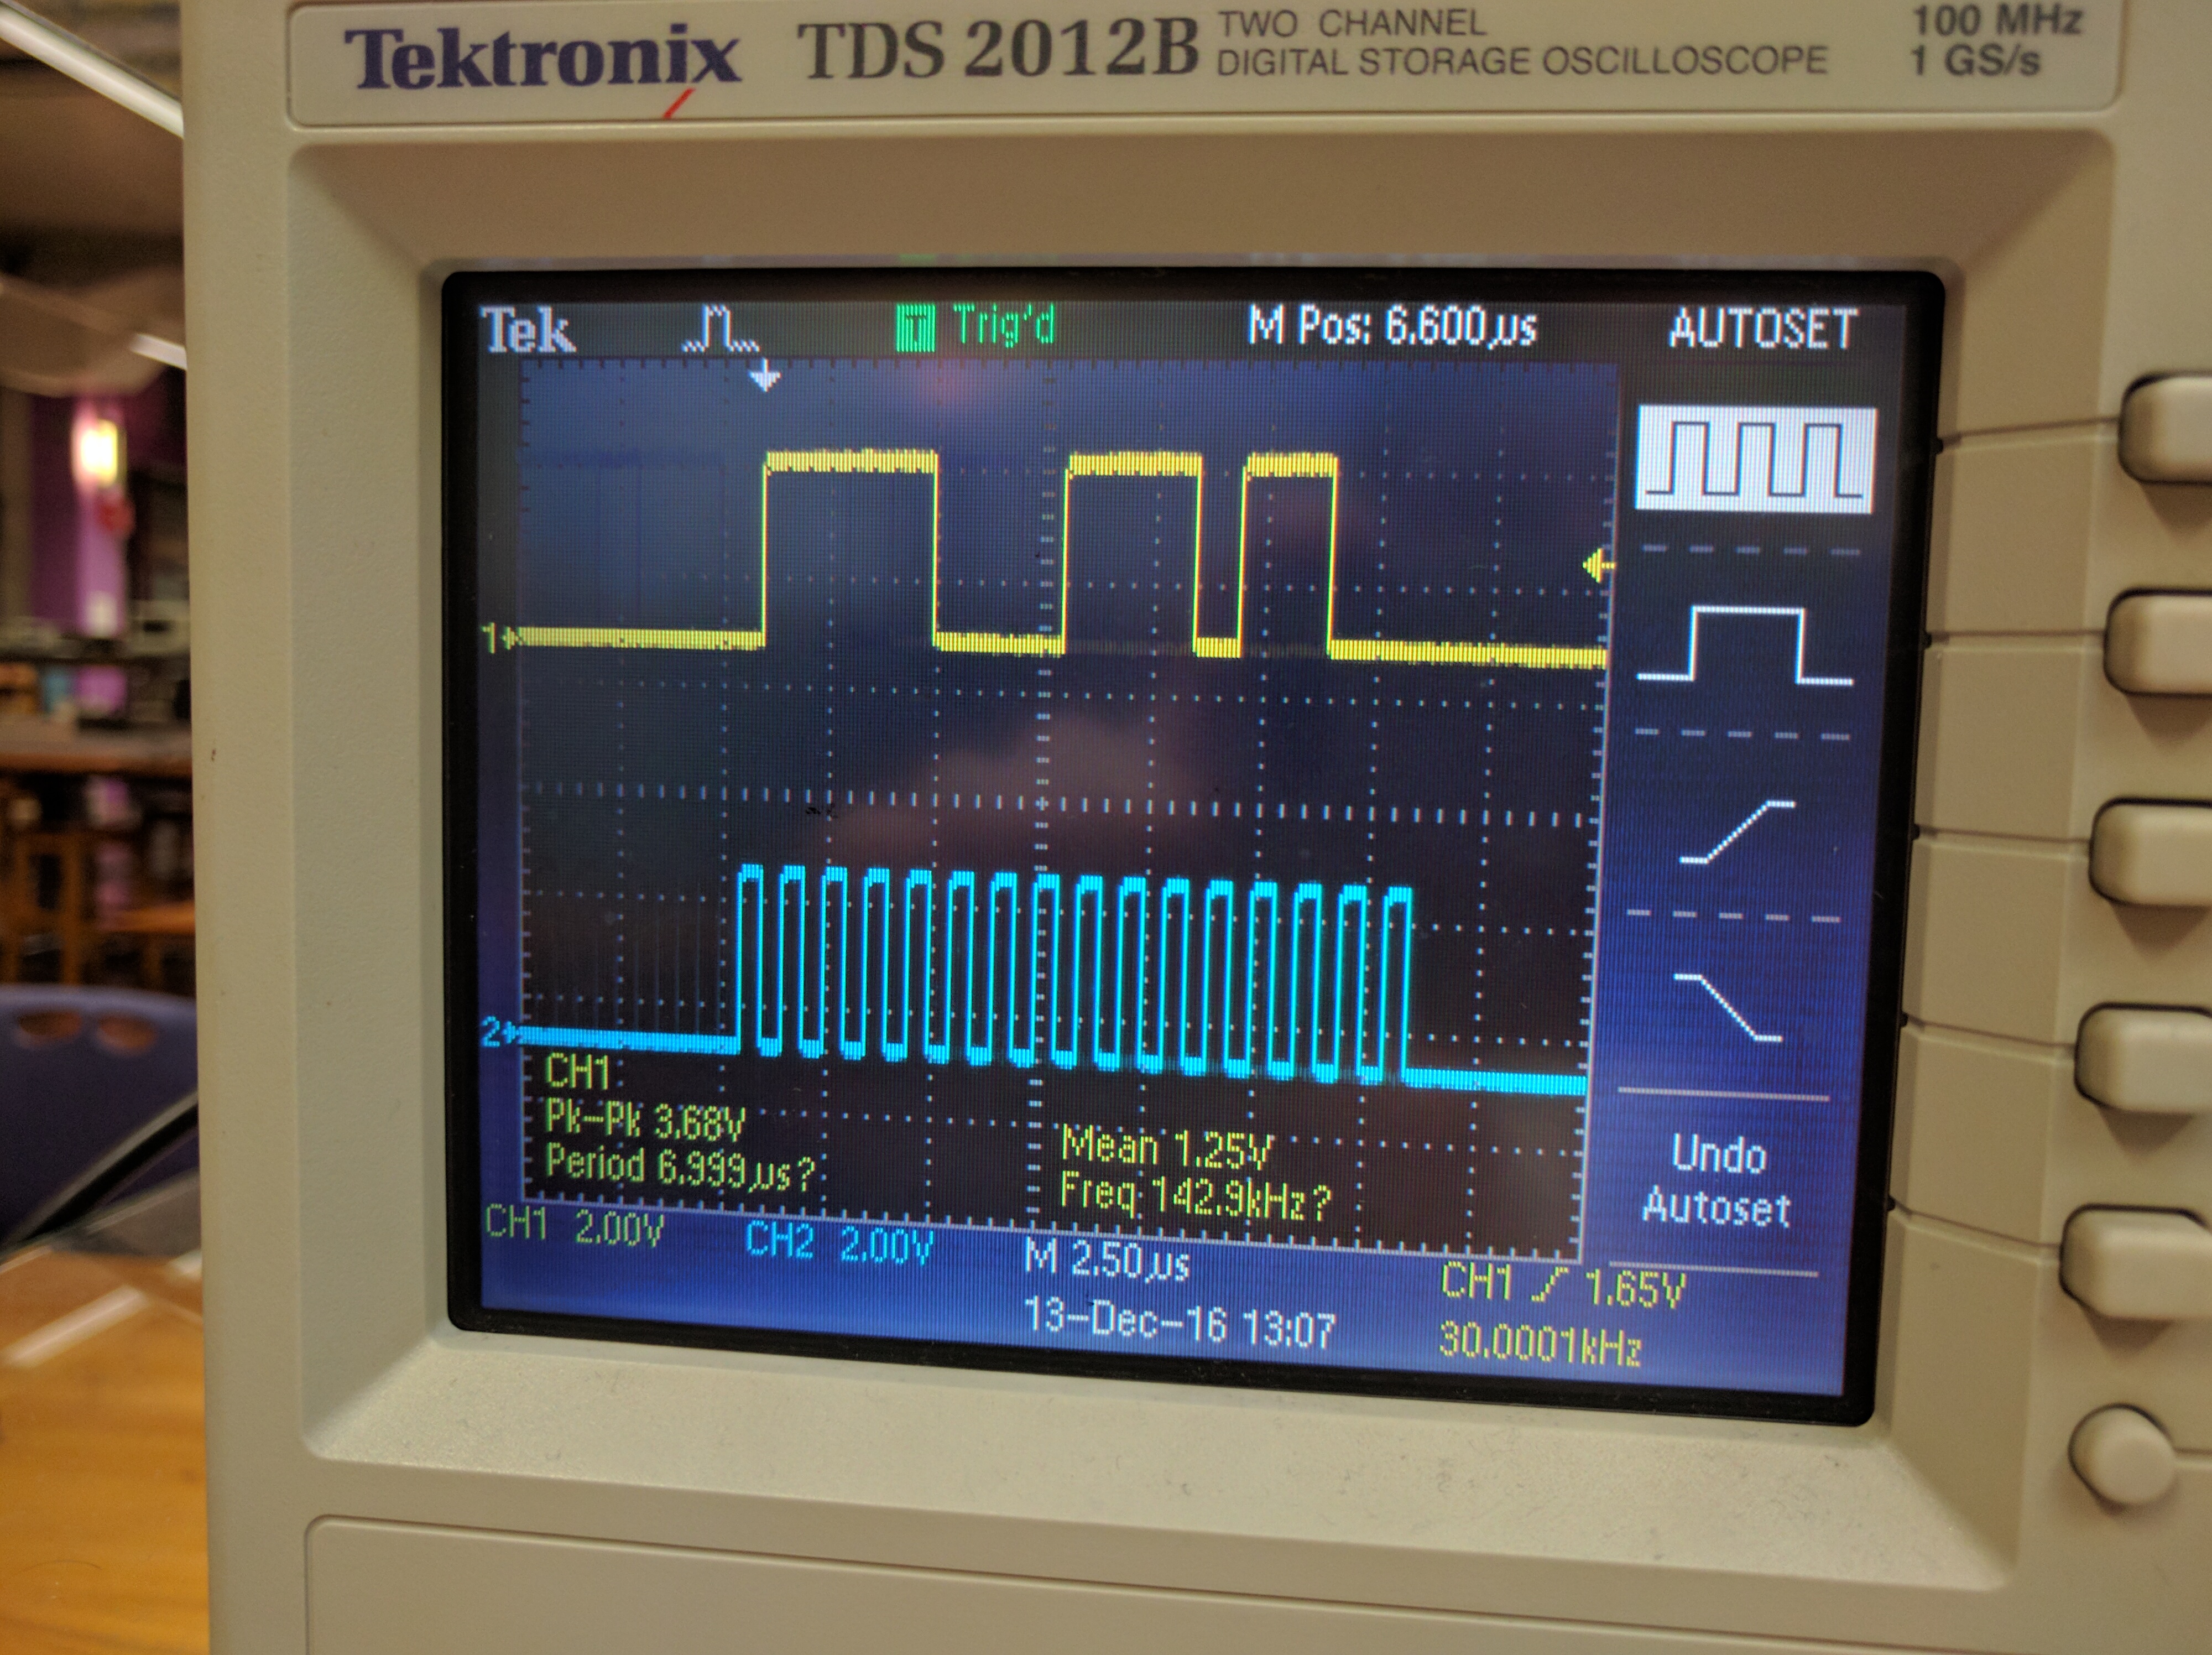 Tektronix TDS 2012B TWO CHANNEL DIGITAL STORAGE OSCILLOSCOPE 100 MHz 1 GS/s
Tek T Trig'd M Pos: 6.600µs AUTOSET
1
2
CH1
Pk-Pk 3.68V
Mean 1.25V
Period 6.999µs?
Freq 142.9kHz?
Undo
Autoset
CH1 2.00V CH2 2.00V M 2.50µs CH1 1.65V
13-Dec-16 13:07 30.0001kHz